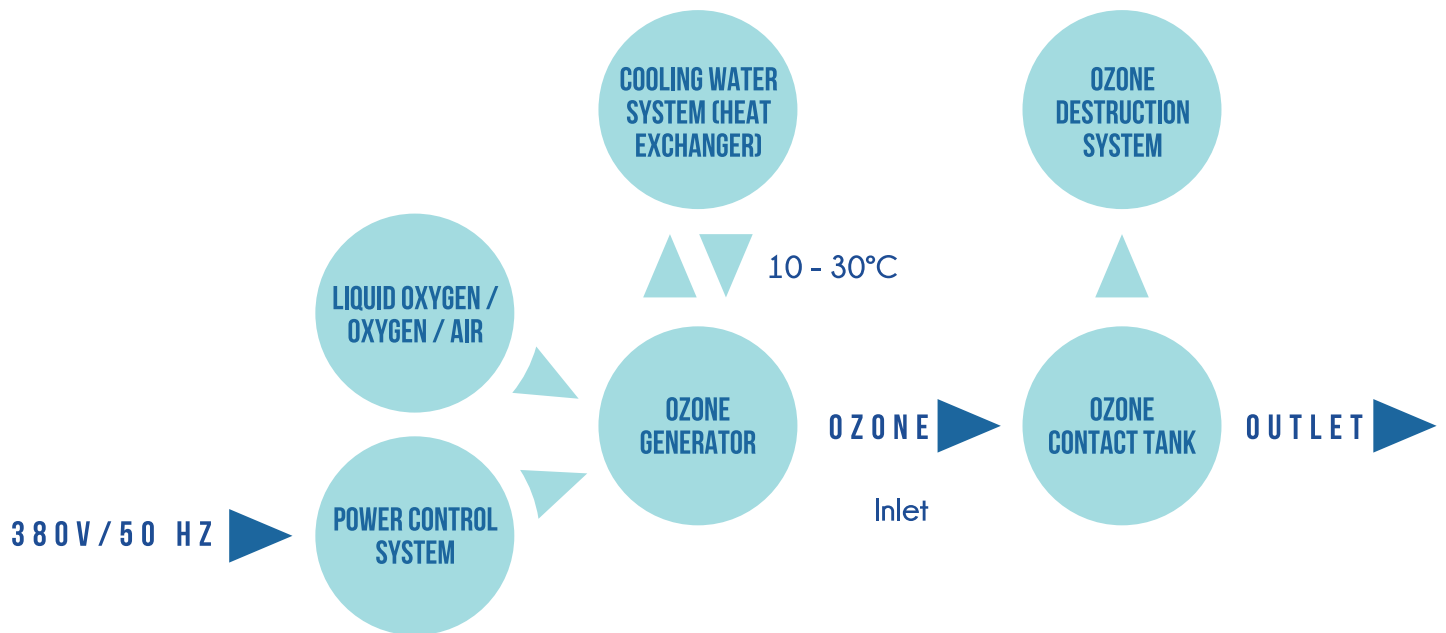 COOLING WATER
SYSTEM (HEAT
EXCHANGER)
OZONE
DESTRUCTION
SYSTEM
10 - 30°C
LIQUID OXYGEN /
OXYGEN / AIR
OZONE
GENERATOR
OZONE
OZONE
CONTACT TANK
OUTLET
Inlet
380V/50 HZ
POWER CONTROL
SYSTEM